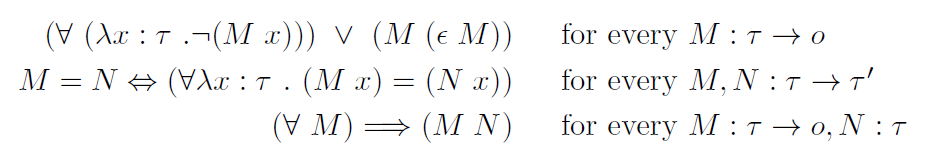 (∀ (λx : τ .¬(M x))) ∨ (M (ϵ M)) for every M : τ → o
M = N ⇔ (∀λx : τ . (M x) = (N x)) for every M, N : τ → τ′
(∀ M) ⟹ (M N) for every M : τ → o, N : τ